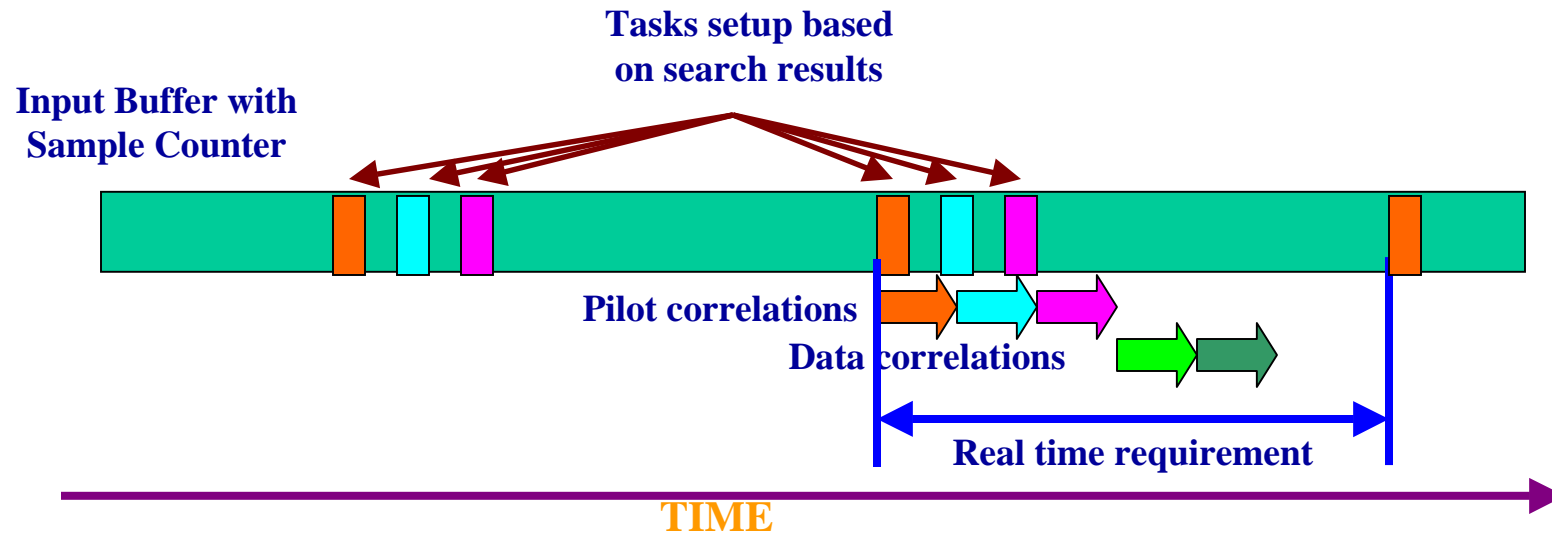 Tasks setup based
on search results
Input Buffer with
Sample Counter
Pilot correlations
Data correlations
Real time requirement
TIME